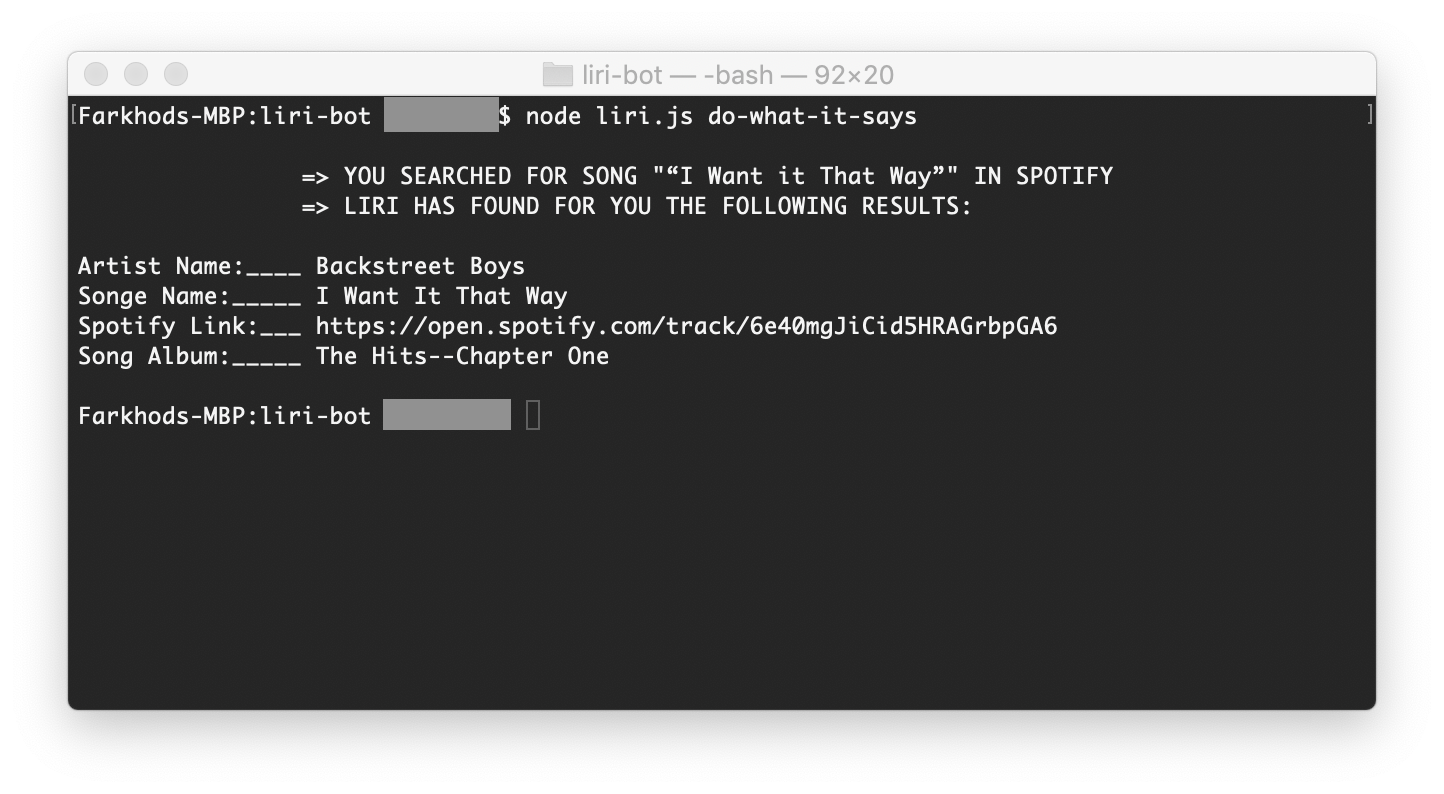 liri-bot — -bash — 92×20
[Farkhods-MBP:liri-bot $ node liri.js do-what-it-says ]
=> YOU SEARCHED FOR SONG "“I Want it That Way”" IN SPOTIFY
=> LIRI HAS FOUND FOR YOU THE FOLLOWING RESULTS:
Artist Name:____ Backstreet Boys
Songe Name:_____ I Want It That Way
Spotify Link:___ https://open.spotify.com/track/6e40mgJiCid5HRAGrbpGA6
Song Album:_____ The Hits--Chapter One
Farkhods-MBP:liri-bot